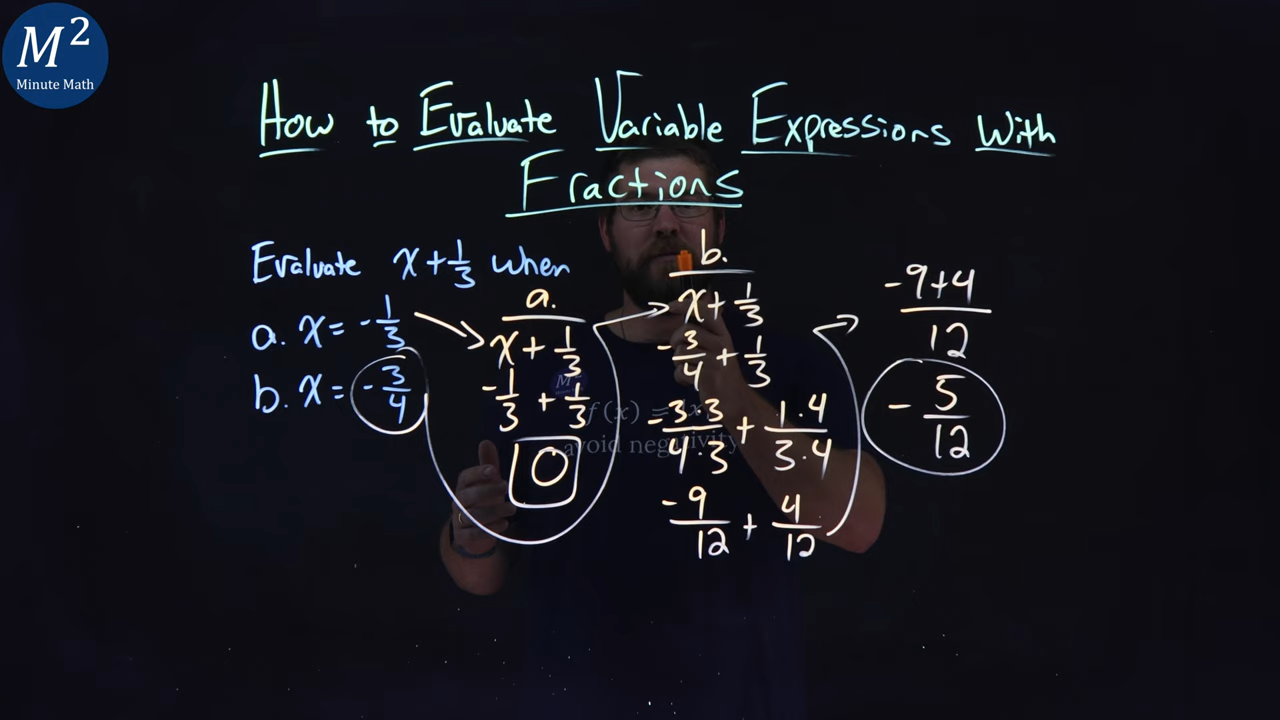 M²
Minute Math
How to Evaluate Variable Expressions With
Fractions
Evaluate x + 1/3 when
a. x = -1/3
b. x = -3/4
a.
x + 1/3
-1/3 + 1/3
0
b.
x + 1/3
-3/4 + 1/3
-3·3/4·3 + 1·4/3·4
-9/12 + 4/12
-9+4/12
-5/12
f(x) =
avoid negativity